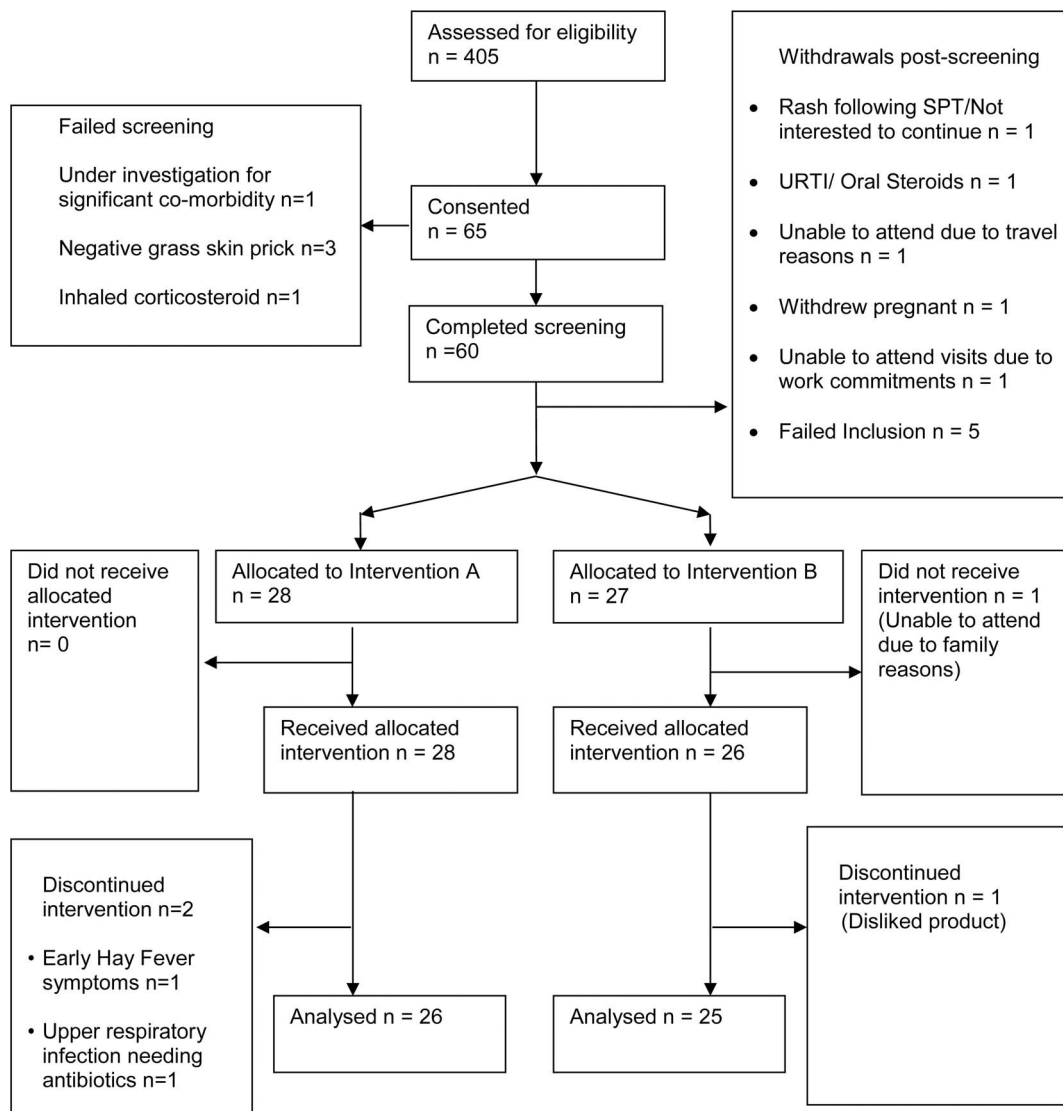 Assessed for eligibility
n = 405
Withdrawals post-screening
• Rash following SPT/Not
interested to continue n = 1
• URTI/ Oral Steroids n = 1
• Unable to attend due to travel
reasons n = 1
• Withdrew pregnant n = 1
• Unable to attend visits due to
work commitments n = 1
• Failed Inclusion n = 5
Failed screening
Under investigation for
significant co-morbidity n=1
Negative grass skin prick n=3
Inhaled corticosteroid n=1
Consented
n = 65
Completed screening
n =60
Did not receive
allocated
intervention
n= 0
Allocated to Intervention A
n = 28
Allocated to Intervention B
n = 27
Did not receive
intervention n = 1
(Unable to attend
due to family
reasons)
Received allocated
intervention n = 28
Received allocated
intervention n = 26
Discontinued
intervention n=2
• Early Hay Fever
symptoms n=1
• Upper respiratory
infection needing
antibiotics n=1
Discontinued
intervention n = 1
(Disliked product)
Analysed n = 26
Analysed n = 25